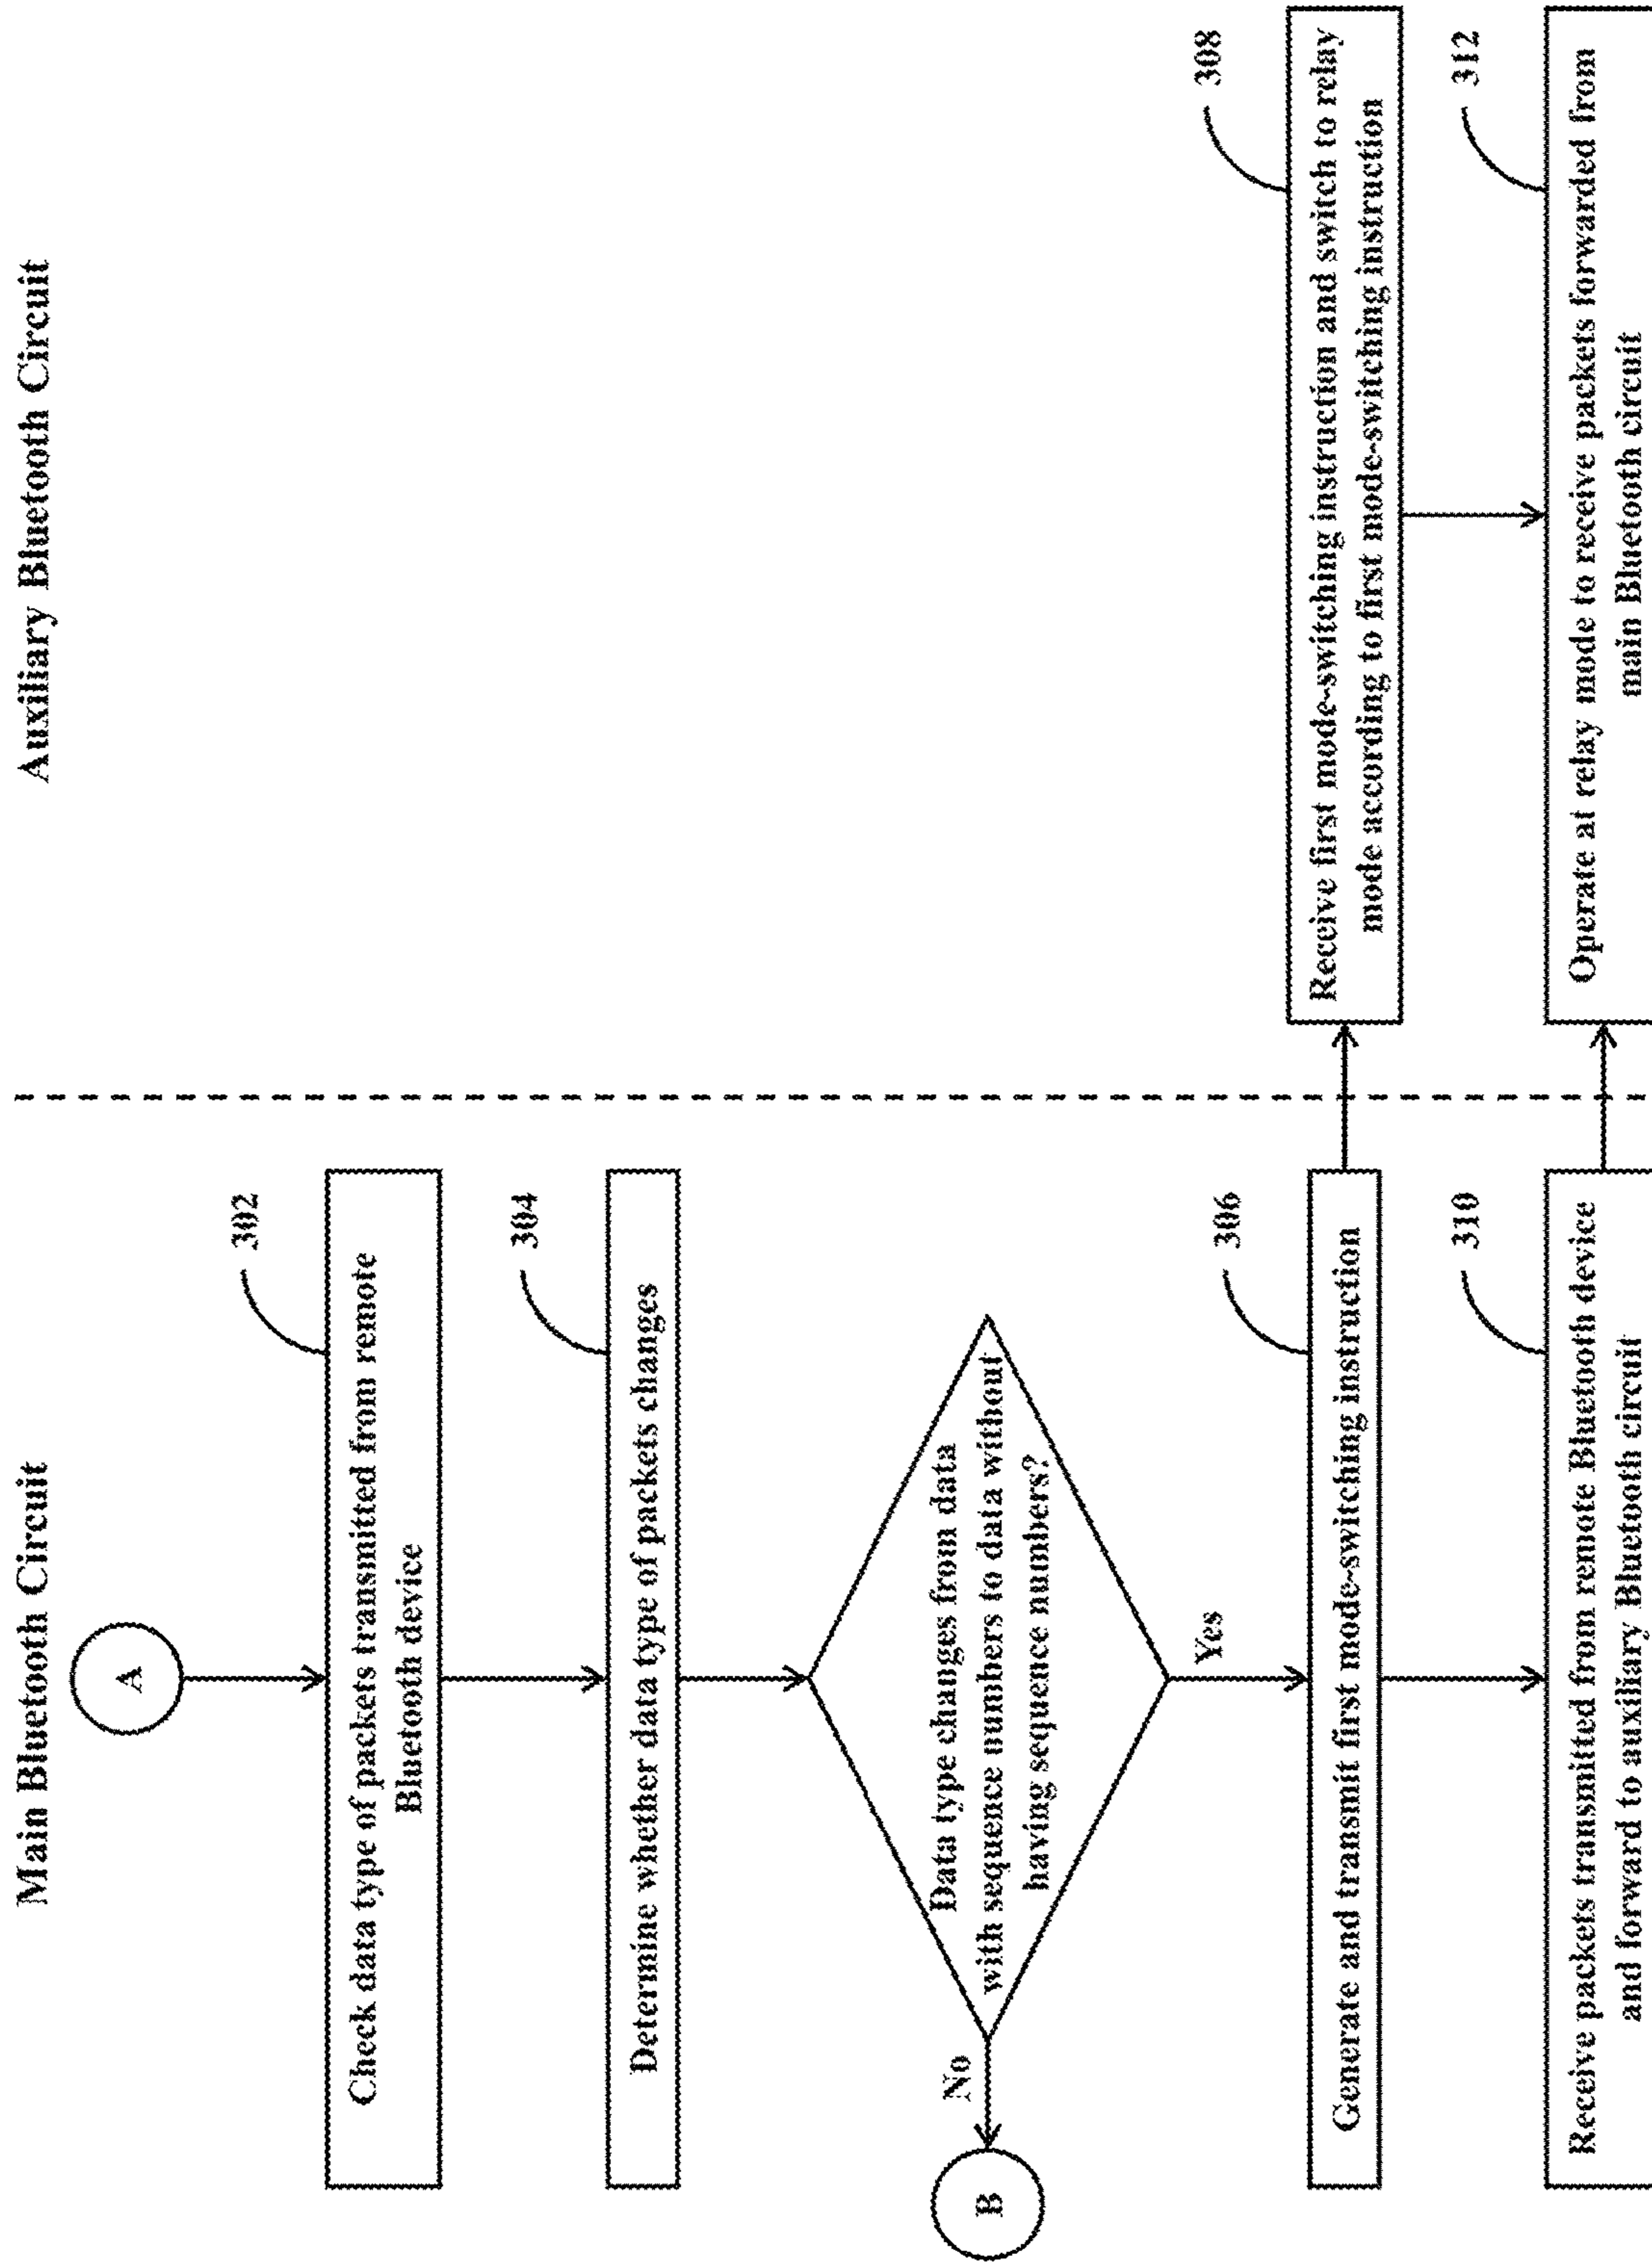 Main Bluetooth Circuit
Auxiliary Bluetooth Circuit
A
302
Check data type of packets transmitted from remote
Bluetooth device
304
Determine whether data type of packets changes
Data type changes from data
with sequence numbers to data without
having sequence numbers?
No
B
Yes
306
Generate and transmit first mode-switching instruction
308
Receive first mode-switching instruction and switch to relay
mode according to first mode-switching instruction
310
Receive packets transmitted from remote Bluetooth device
and forward to auxiliary Bluetooth circuit
312
Operate at relay mode to receive packets forwarded from
main Bluetooth circuit